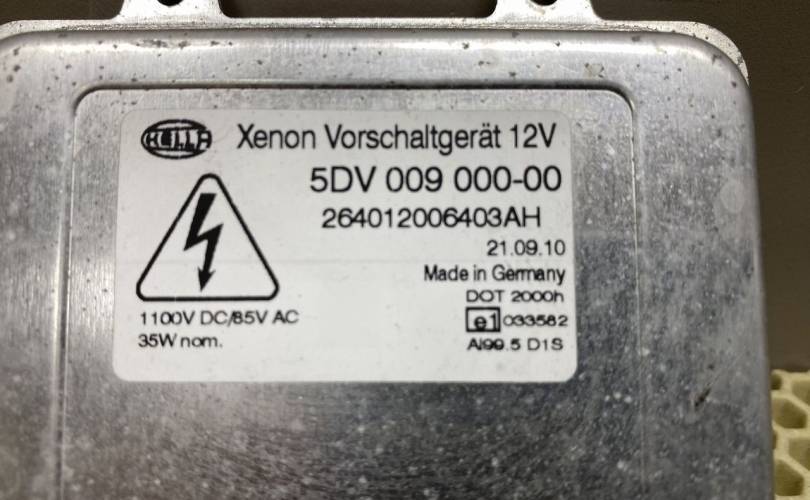 HELLA Xenon Vorschaltgerät 12V
5DV 009 000-00
264012006403AH
21.09.10
Made in Germany
DOT 2000h
e1 033582
Al99.5 D1S
1100V DC/85V AC
35W nom.